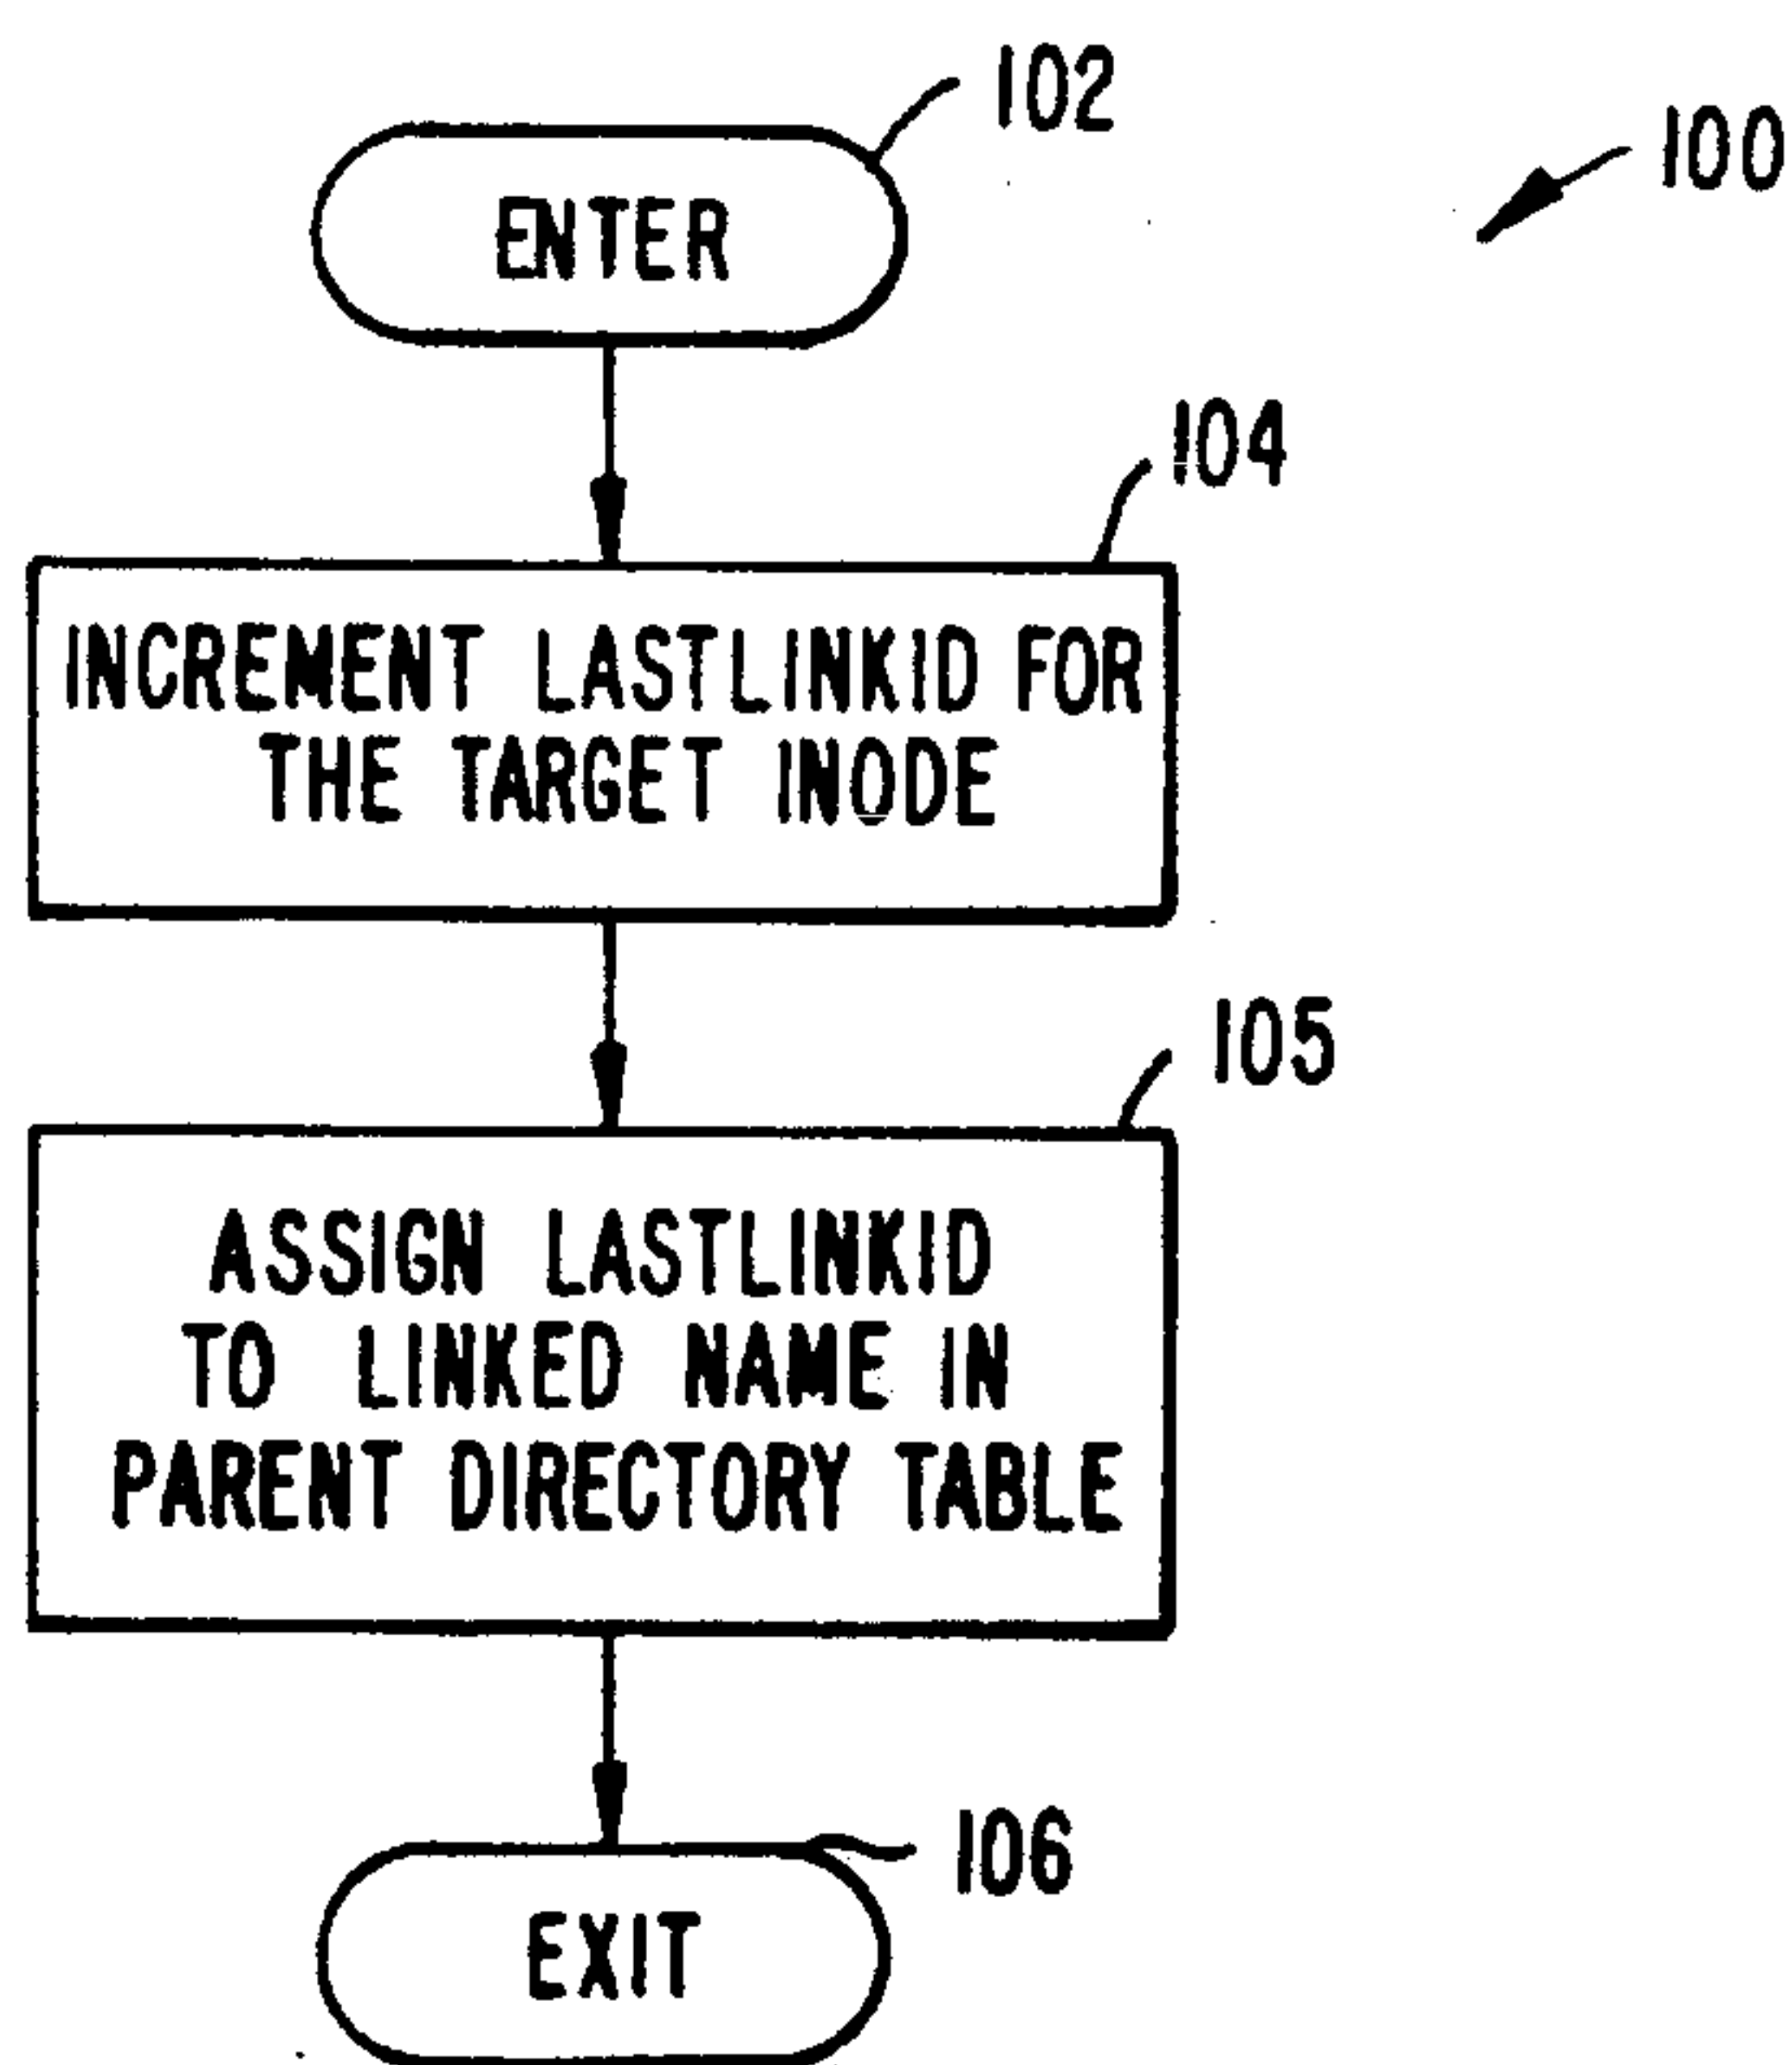 102
100
ENTER
104
INCREMENT LASTLINKID FOR
THE TARGET INODE
105
ASSIGN LASTLINKID
TO LINKED NAME IN
PARENT DIRECTORY TABLE
106
EXIT